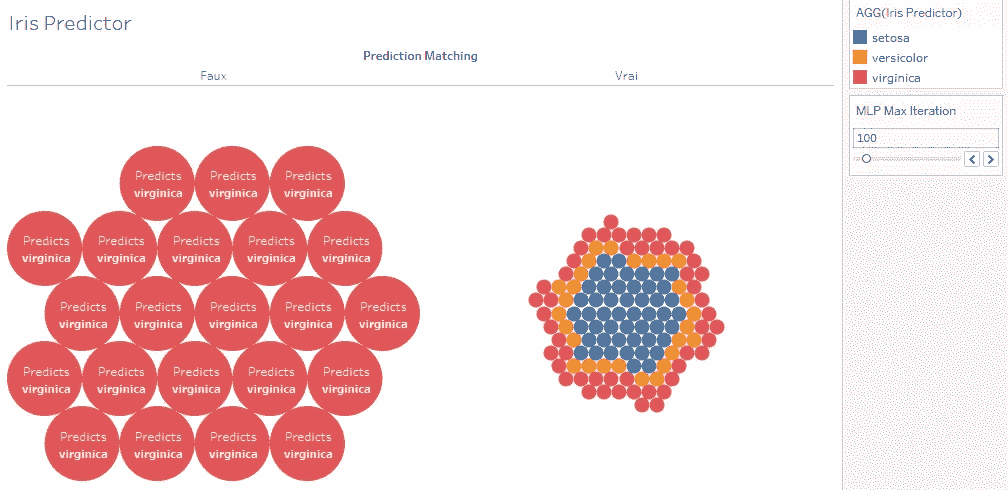 Iris Predictor
Prediction Matching
Faux Vrai
Predicts Predicts Predicts
virginica virginica virginica
Predicts Predicts Predicts Predicts Predicts
virginica virginica virginica virginica virginica
Predicts Predicts Predicts Predicts Predicts
virginica virginica virginica virginica virginica
Predicts Predicts Predicts Predicts Predicts
virginica virginica virginica virginica virginica
Predicts Predicts Predicts Predicts
virginica virginica virginica virginica
AGG(Iris Predictor)
setosa
versicolor
virginica
MLP Max Iteration
100